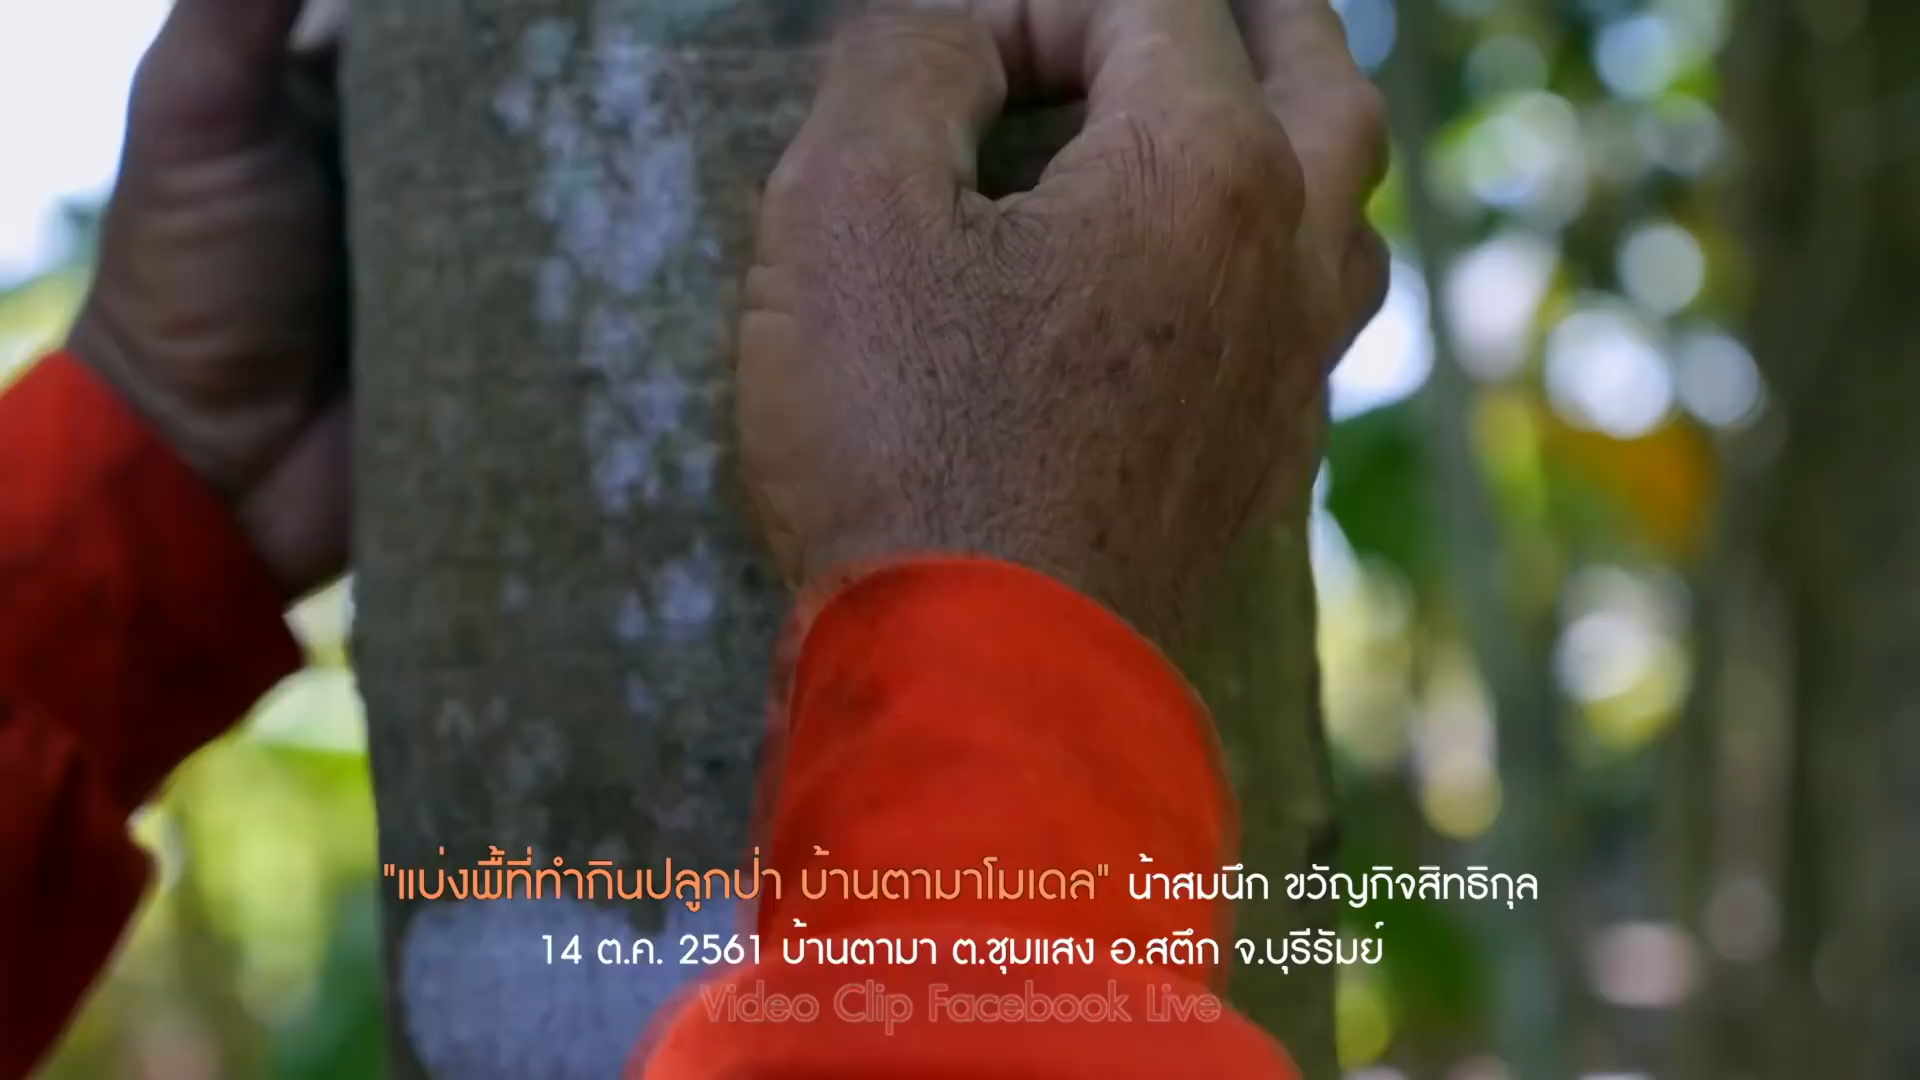 "แบ่งพื้ที่ทำกินปลูกป่า บ้านตามาโมเดล" น้าสมนึก ขวัญกิจสิทธิกุล
14 ต.ค. 2561 บ้านตามา ต.ชุมแสง อ.สตึก จ.บุรีรัมย์
Video Clip Facebook Live